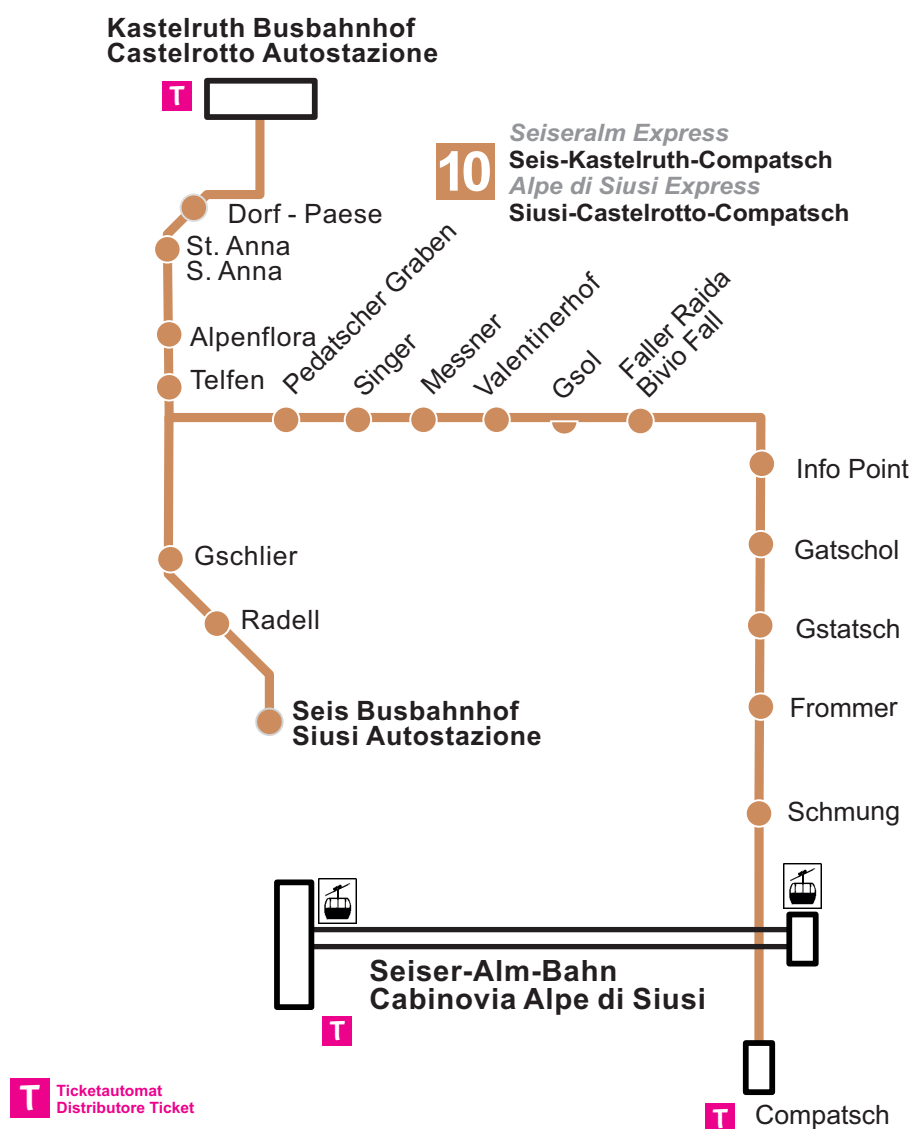 Kastelruth Busbahnhof
Castelrotto Autostazione
T
10
Seiseralm Express
Seis-Kastelruth-Compatsch
Alpe di Siusi Express
Siusi-Castelrotto-Compatsch
Dorf - Paese
St. Anna
S. Anna
Alpenflora
Telfen
Pedatscher Graben
Singer
Messner
Valentinerhof
Gsol
Faller Raida
Bivio Fall
Info Point
Gatschol
Gstatsch
Frommer
Schmung
Gschlier
Radell
Seis Busbahnhof
Siusi Autostazione
Seiser-Alm-Bahn
Cabinovia Alpe di Siusi
T
T
Ticketautomat
Distributore Ticket
T
Compatsch